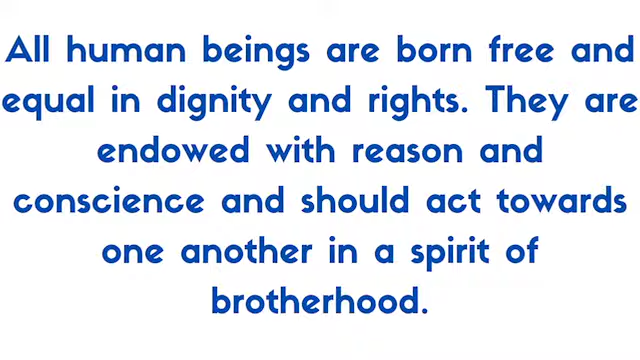 All human beings are born free and
equal in dignity and rights. They are
endowed with reason and
conscience and should act towards
one another in a spirit of
brotherhood.